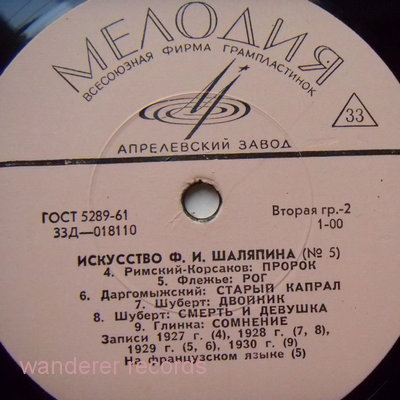 МЕЛОДИЯ
ВСЕСОЮЗНАЯ ФИРМА ГРАМПЛАСТИНОК
33
АПРЕЛЕВСКИЙ ЗАВОД
ГОСТ 5289-61
33Д—018110
Вторая гр.-2
1-00
ИСКУССТВО Ф. И. ШАЛЯПИНА (№ 5)
4. Римский-Корсаков: ПРОРОК
5. Флежье: РОГ
6. Даргомыжский: СТАРЫЙ КАПРАЛ
7. Шуберт: ДВОЙНИК
8. Шуберт: СМЕРТЬ И ДЕВУШКА
9. Глинка: СОМНЕНИЕ
Записи 1927 г. (4), 1928 г. (7, 8),
1929 г. (5, 6), 1930 г. (9)
На французском языке (5)
wanderer records